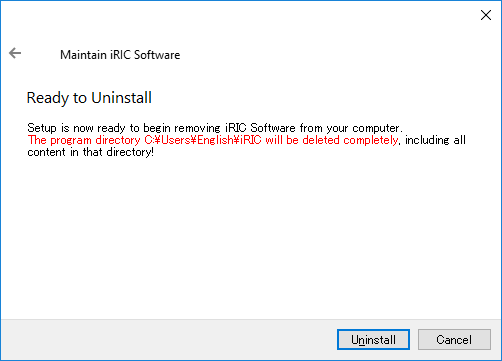 Maintain iRIC Software
Ready to Uninstall
Setup is now ready to begin removing iRIC Software from your computer.
The program directory C:¥Users¥English¥iRIC will be deleted completely, including all
content in that directory!
Uninstall
Cancel